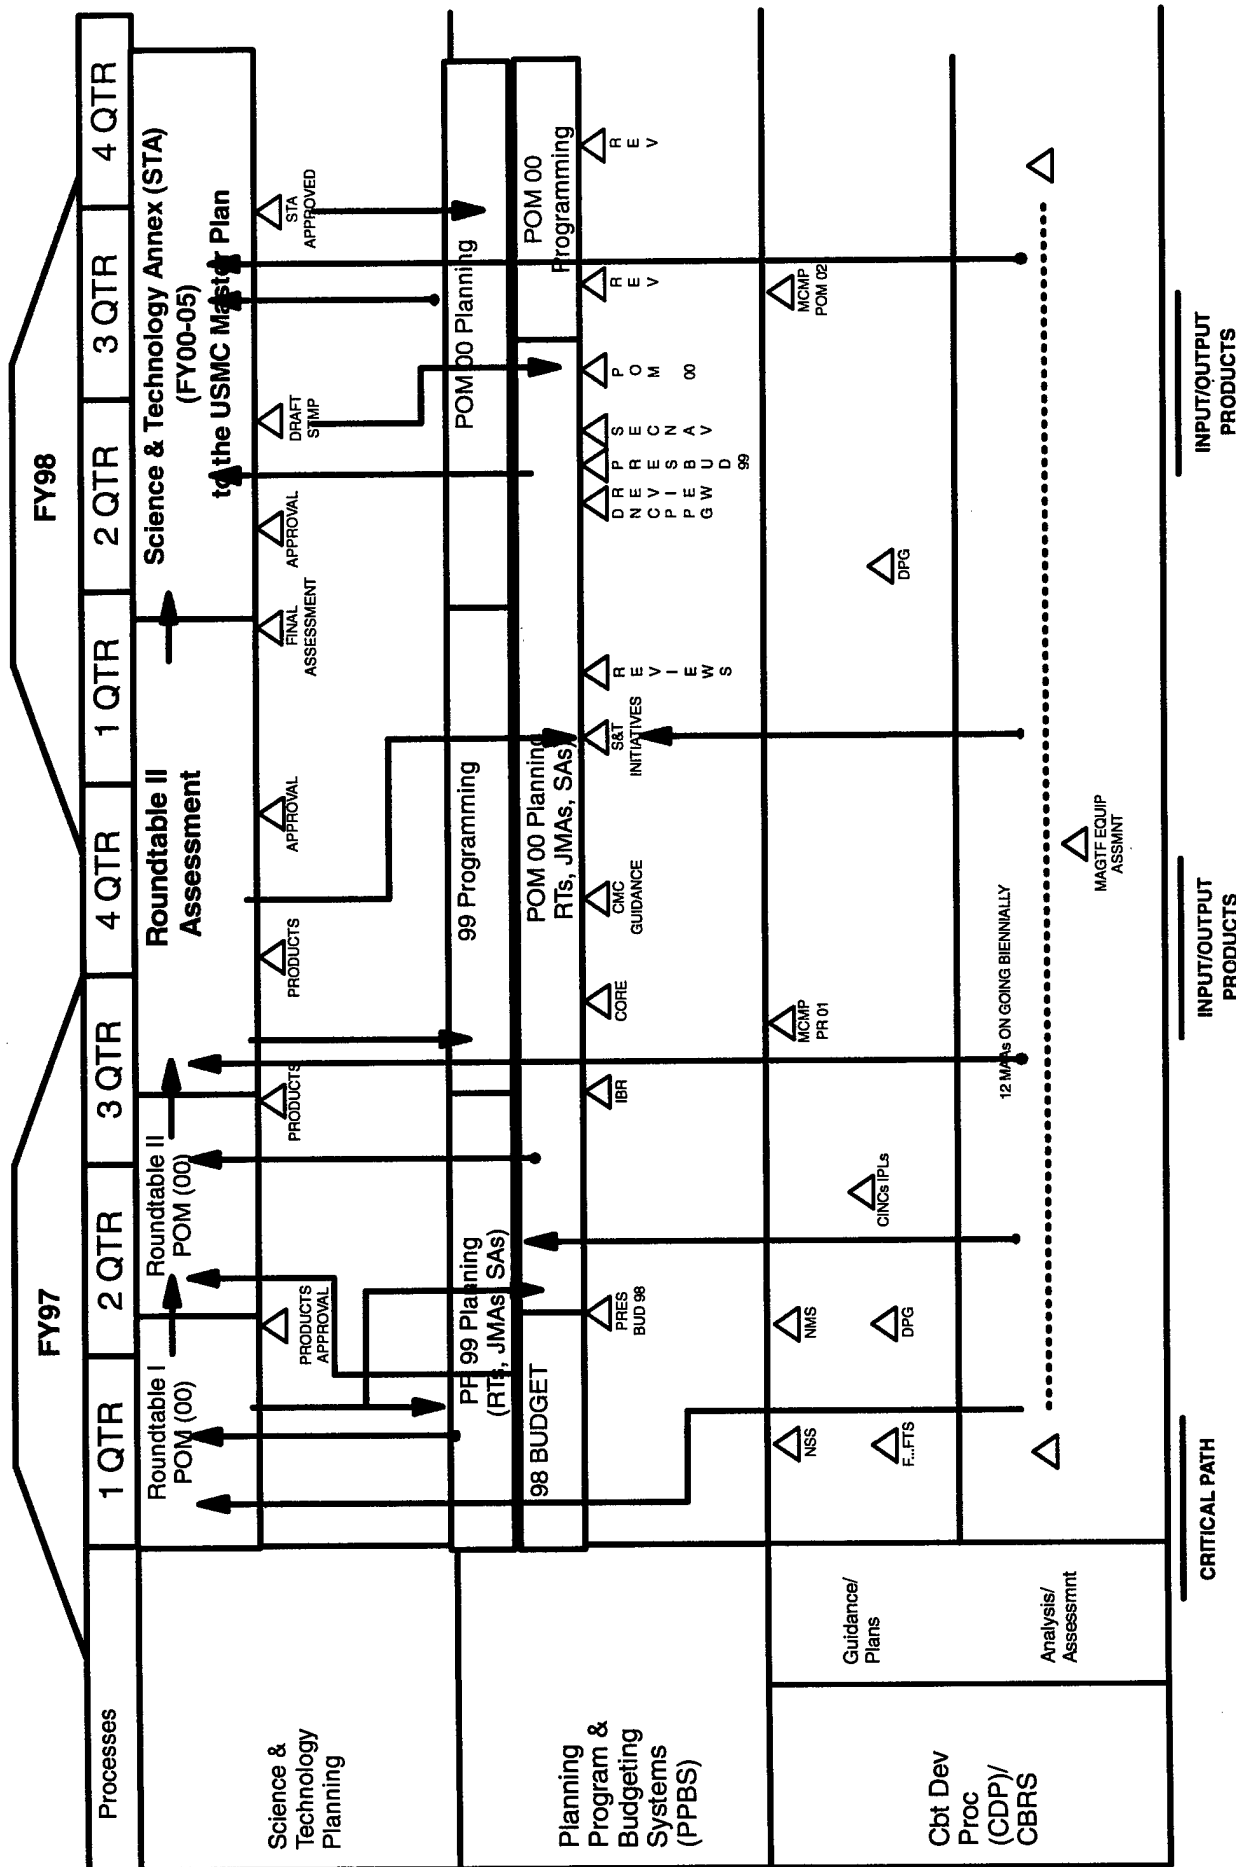 FY97
FY98
Processes
1 QTR
2 QTR
3 QTR
4 QTR
1 QTR
2 QTR
3 QTR
4 QTR
Science &
Technology
Planning
Roundtable I
POM (00)
Roundtable II
POM (00)
Roundtable II
Assessment
Science & Technology Annex (STA)
(FY00-05)
to the USMC Master Plan
PRODUCTS
APPROVAL
PRODUCTS
PRODUCTS
APPROVAL
FINAL
ASSESSMENT
APPROVAL
DRAFT
STMP
STA
APPROVED
Planning
Program &
Budgeting
Systems
(PPBS)
PR 99 Planning
(RTs, JMAs, SAs)
99 Programming
POM 00 Planning
98 BUDGET
POM 00 Planning
RTs, JMAs, SAs)
POM 00
Programming
PRES
BUD 98
IBR
CORE
CMC
GUIDANCE
S&T
INITIATIVES
REVIEWS
DNCPPG
REVIEW
PRESBUD
99
SECNAV
POM 00
REV
REV
Cbt Dev
Proc
(CDP)/
CBRS
Guidance/
Plans
NSS
NMS
MCMP
PR 01
MCMP
POM 02
F...FTS
DPG
CINCs IPLs
DPG
Analysis/
Assessmnt
12 MAAs ON GOING BIENNIALLY
MAGTF EQUIP
ASSMNT
CRITICAL PATH
INPUT/OUTPUT
PRODUCTS
INPUT/OUTPUT
PRODUCTS